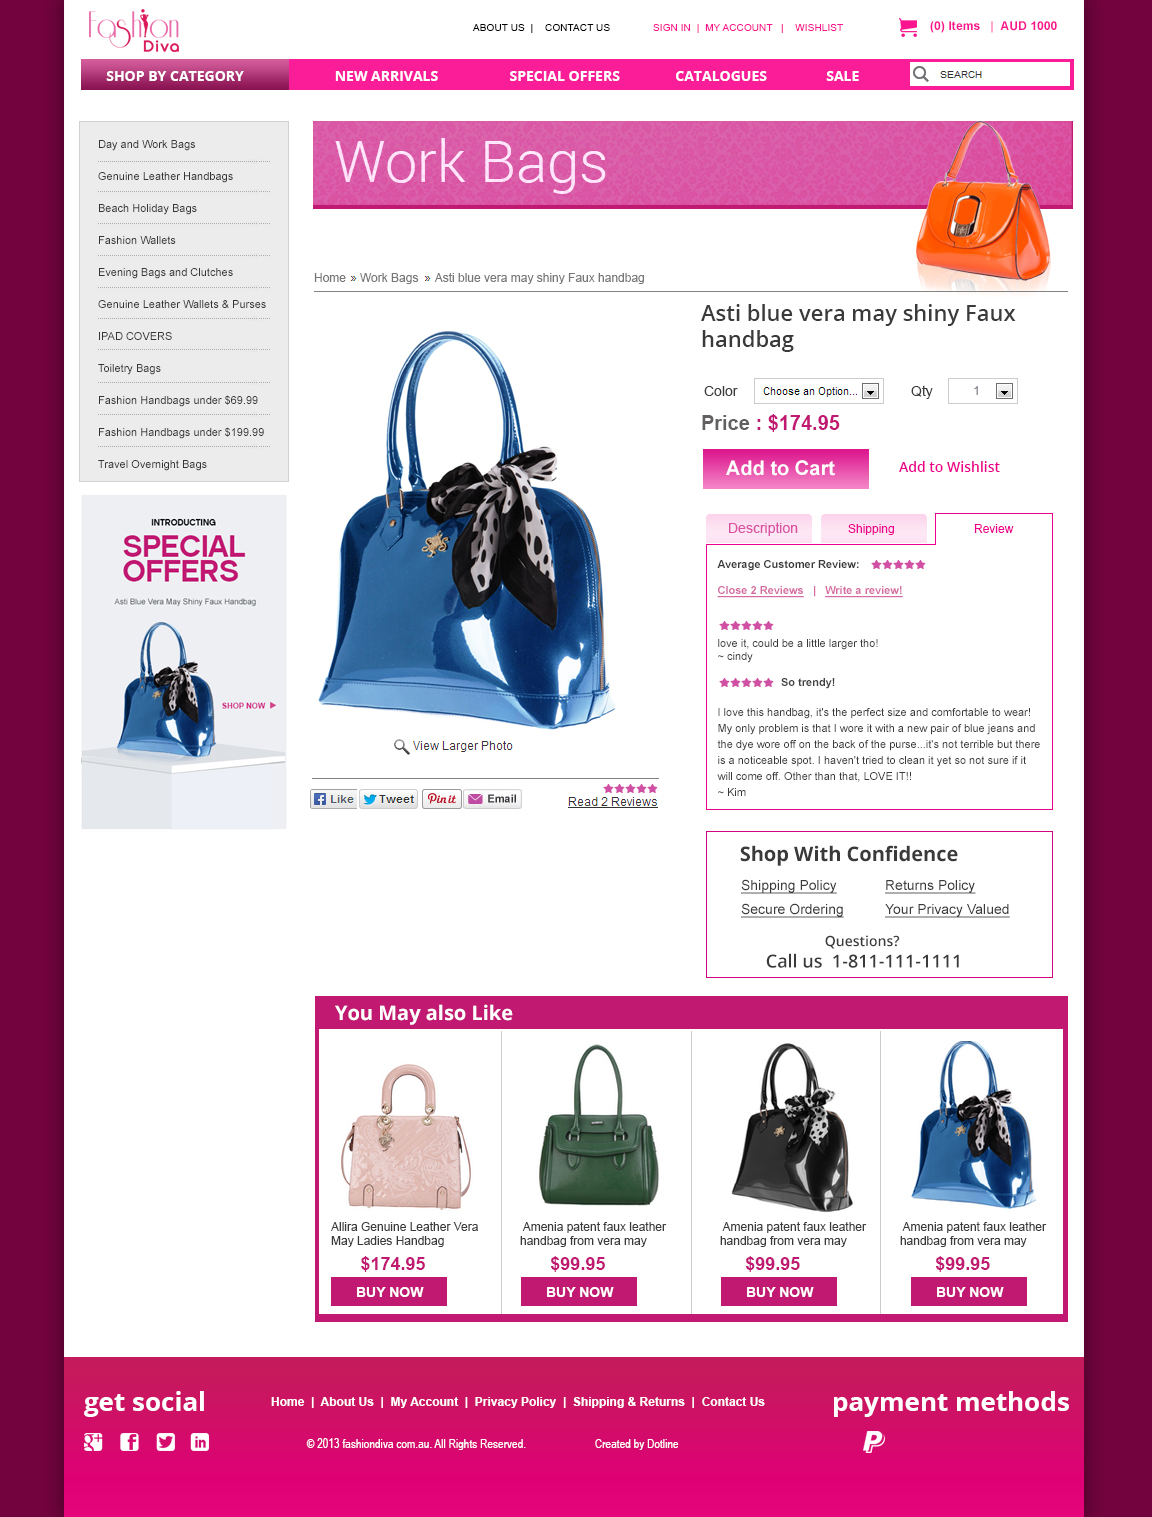 Fashion
Diva
ABOUT US | CONTACT US
SIGN IN | MY ACCOUNT | WISHLIST
(0) Items | AUD 1000
SHOP BY CATEGORY
NEW ARRIVALS
SPECIAL OFFERS
CATALOGUES
SALE
SEARCH
Day and Work Bags
Genuine Leather Handbags
Beach Holiday Bags
Fashion Wallets
Evening Bags and Clutches
Genuine Leather Wallets & Purses
IPAD COVERS
Toiletry Bags
Fashion Handbags under $69.99
Fashion Handbags under $199.99
Travel Overnight Bags
INTRODUCTING
SPECIAL
OFFERS
Asti Blue Vera May Shiny Faux Handbag
SHOP NOW
Work Bags
Home » Work Bags » Asti blue vera may shiny Faux handbag
View Larger Photo
Like
Tweet
Pin it
Email
Read 2 Reviews
Asti blue vera may shiny Faux
handbag
Color
Choose an Option...
Qty
1
Price : $174.95
Add to Cart
Add to Wishlist
Description
Shipping
Review
Average Customer Review:
Close 2 Reviews | Write a review!
love it, could be a little larger tho!
~ cindy
So trendy!
I love this handbag, it's the perfect size and comfortable to wear!
My only problem is that I wore it with a new pair of blue jeans and
the dye wore off on the back of the purse...it's not terrible but there
is a noticeable spot. I haven't tried to clean it yet so not sure if it
will come off. Other than that, LOVE IT!!
~ Kim
Shop With Confidence
Shipping Policy
Returns Policy
Secure Ordering
Your Privacy Valued
Questions?
Call us 1-811-111-1111
You May also Like
Allira Genuine Leather Vera
May Ladies Handbag
$174.95
BUY NOW
Amenia patent faux leather
handbag from vera may
$99.95
BUY NOW
Amenia patent faux leather
handbag from vera may
$99.95
BUY NOW
Amenia patent faux leather
handbag from vera may
$99.95
BUY NOW
get social
Home | About Us | My Account | Privacy Policy | Shipping & Returns | Contact Us
© 2013 fashiondiva com.au. All Rights Reserved.
Created by Dotline
payment methods